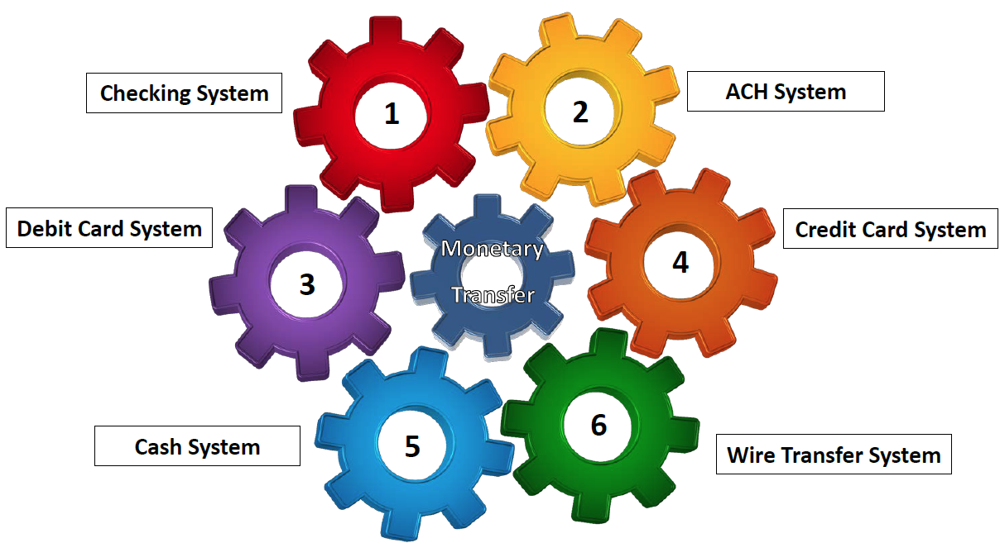 Checking System
1
2
ACH System
Debit Card System
3
Monetary
Transfer
4
Credit Card System
Cash System
5
6
Wire Transfer System